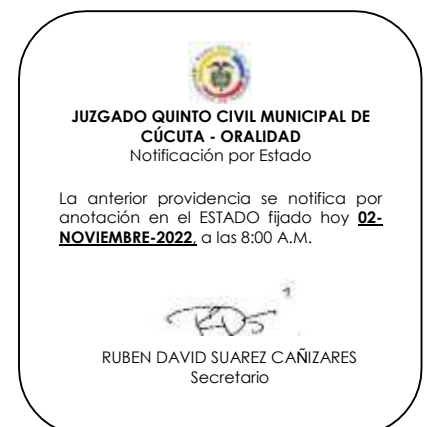 JUZGADO QUINTO CIVIL MUNICIPAL DE
CÚCUTA - ORALIDAD
Notificación por Estado
La anterior providencia se notifica por
anotación en el ESTADO fijado hoy 02-
NOVIEMBRE-2022, a las 8:00 A.M.
RUBEN DAVID SUAREZ CAÑIZARES
Secretario